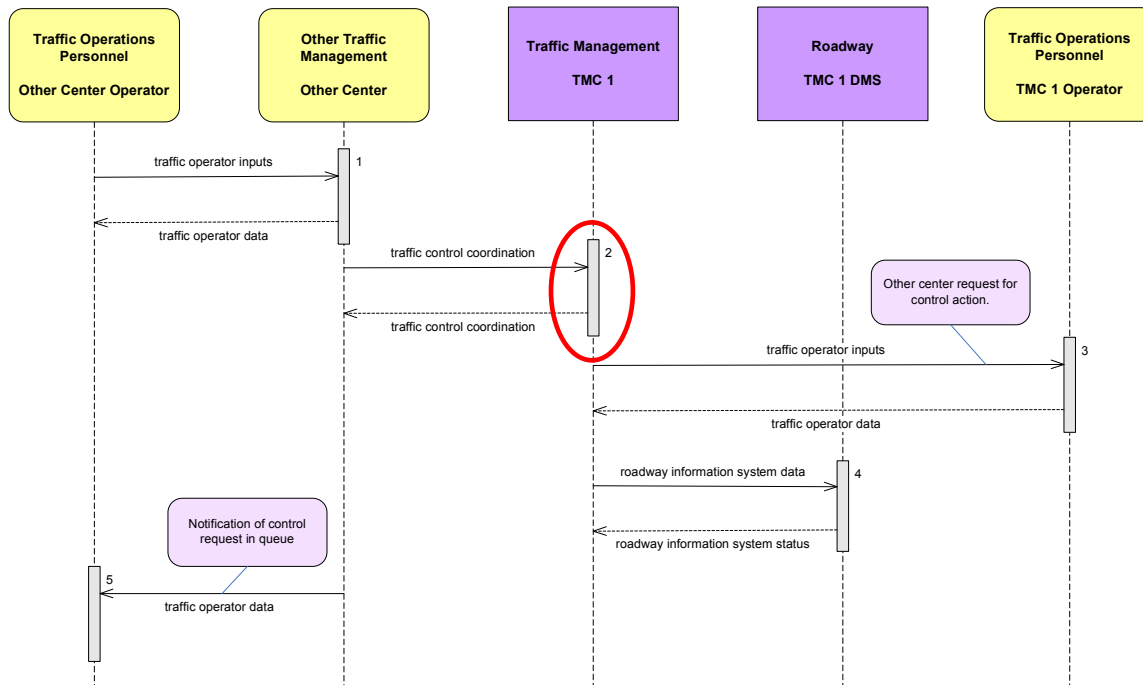 Traffic Operations
Personnel
Other Center Operator
Other Traffic
Management
Other Center
Traffic Management
TMC 1
Roadway
TMC 1 DMS
Traffic Operations
Personnel
TMC 1 Operator
traffic operator inputs
1
traffic operator data
traffic control coordination
2
traffic control coordination
Other center request for
control action.
traffic operator inputs
3
traffic operator data
roadway information system data
4
roadway information system status
Notification of control
request in queue
5
traffic operator data